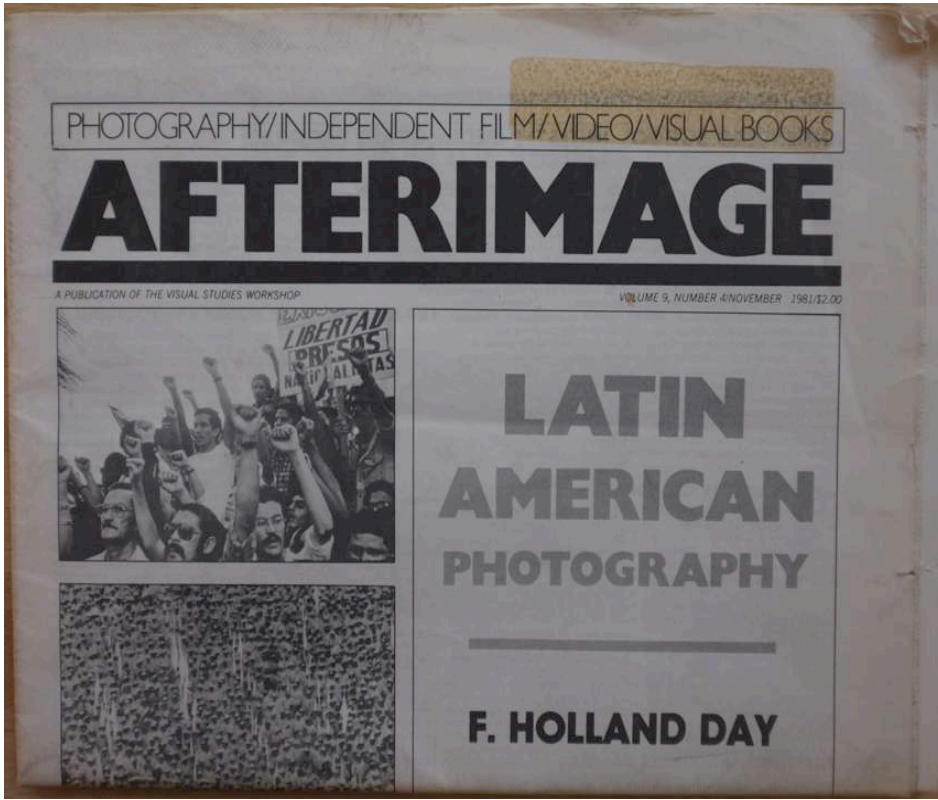 PHOTOGRAPHY/INDEPENDENT FILM/VIDEO/VISUAL BOOKS
AFTERIMAGE
A PUBLICATION OF THE VISUAL STUDIES WORKSHOP
VOLUME 9, NUMBER 4/NOVEMBER 1981/$2.00
LIBERTAD
PRESOS
NACIONALISTAS
LATIN
AMERICAN
PHOTOGRAPHY
F. HOLLAND DAY